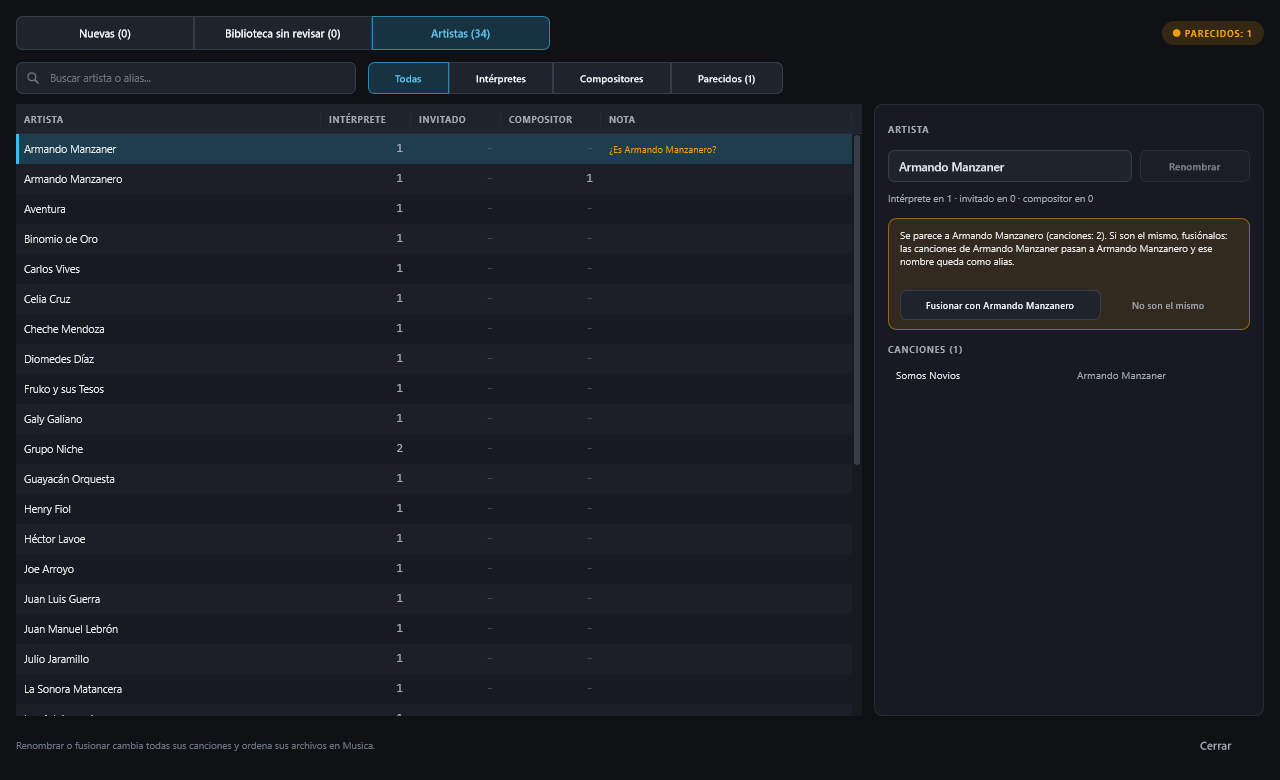 Nuevas (0) Biblioteca sin revisar (0) Artistas (34) PARECIDOS: 1
Buscar artista o alias... Todas Intérpretes Compositores Parecidos (1)
ARTISTA INTÉRPRETE INVITADO COMPOSITOR NOTA
Armando Manzaner 1 – – ¿Es Armando Manzanero?
Armando Manzanero 1 – 1
Aventura 1 – –
Binomio de Oro 1 – –
Carlos Vives 1 – –
Celia Cruz 1 – –
Cheche Mendoza 1 – –
Diomedes Díaz 1 – –
Fruko y sus Tesos 1 – –
Galy Galiano 1 – –
Grupo Niche 2 – –
Guayacán Orquesta 1 – –
Henry Fiol 1 – –
Héctor Lavoe 1 – –
Joe Arroyo 1 – –
Juan Luis Guerra 1 – –
Juan Manuel Lebrón 1 – –
Julio Jaramillo 1 – –
La Sonora Matancera 1 – –
ARTISTA
Armando Manzaner Renombrar
Intérprete en 1 · invitado en 0 · compositor en 0
Se parece a Armando Manzanero (canciones: 2). Si son el mismo, fusiónalos:
las canciones de Armando Manzaner pasan a Armando Manzanero y ese
nombre queda como alias.
Fusionar con Armando Manzanero No son el mismo
CANCIONES (1)
Somos Novios Armando Manzaner
Renombrar o fusionar cambia todas sus canciones y ordena sus archivos en Musica. Cerrar